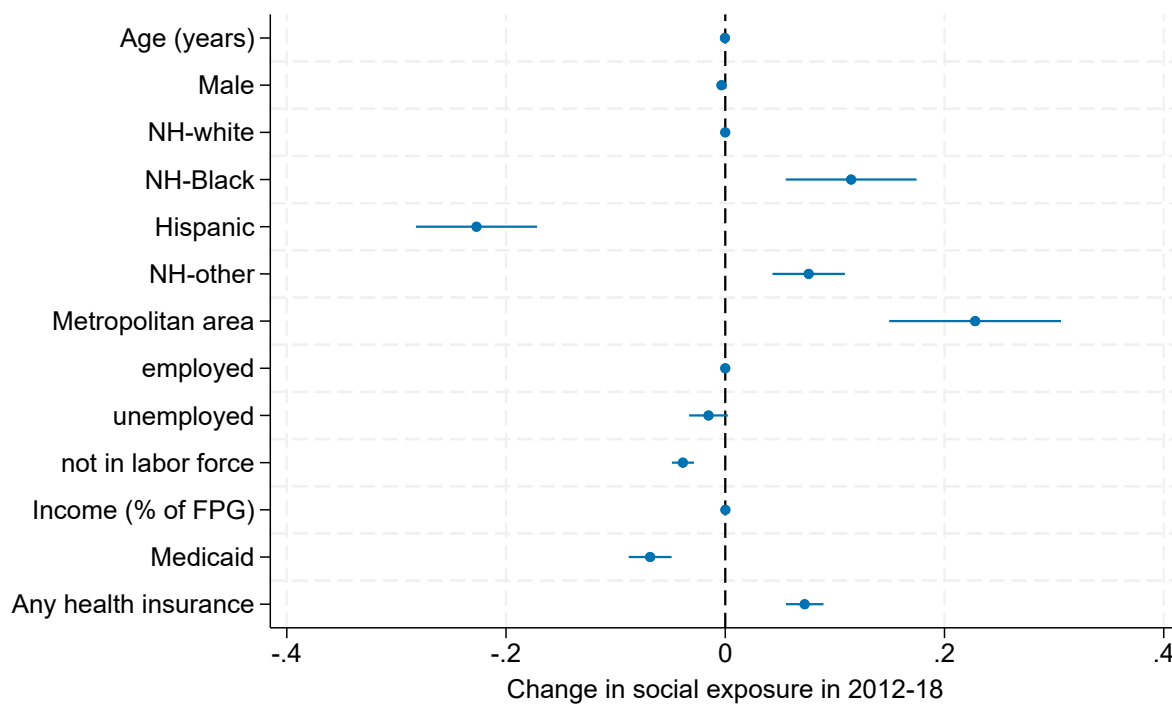 Age (years)
Male
NH-white
NH-Black
Hispanic
NH-other
Metropolitan area
employed
unemployed
not in labor force
Income (% of FPG)
Medicaid
Any health insurance
-.4 -.2 0 .2 .4
Change in social exposure in 2012-18